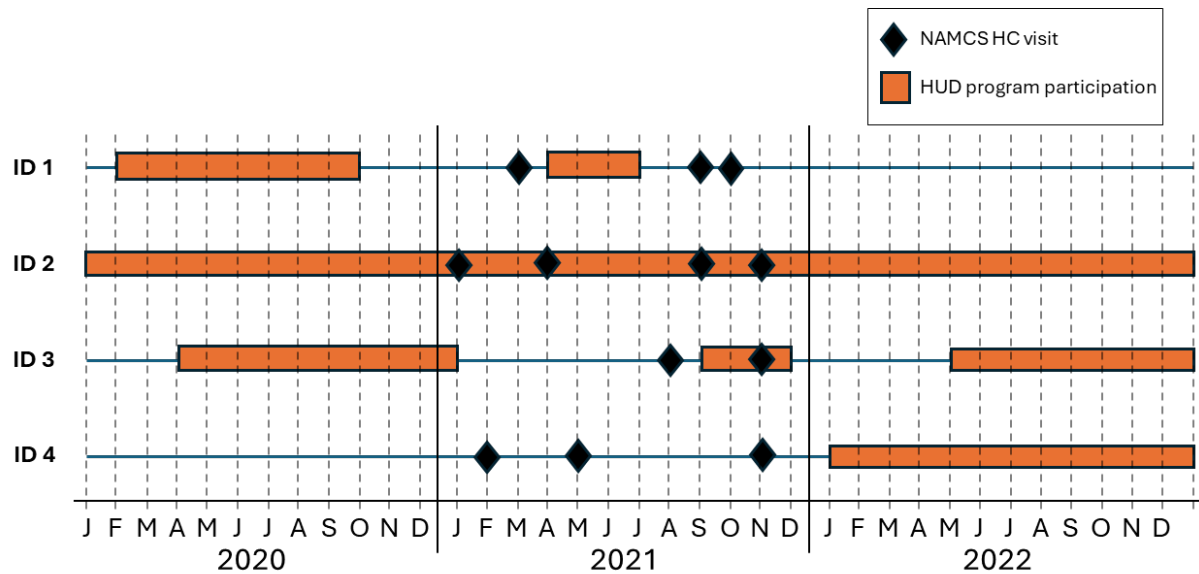 NAMCS HC visit
HUD program participation
ID 1
ID 2
ID 3
ID 4
J F M A M J J A S O N D J F M A M J J A S O N D J F M A M J J A S O N D
2020 2021 2022